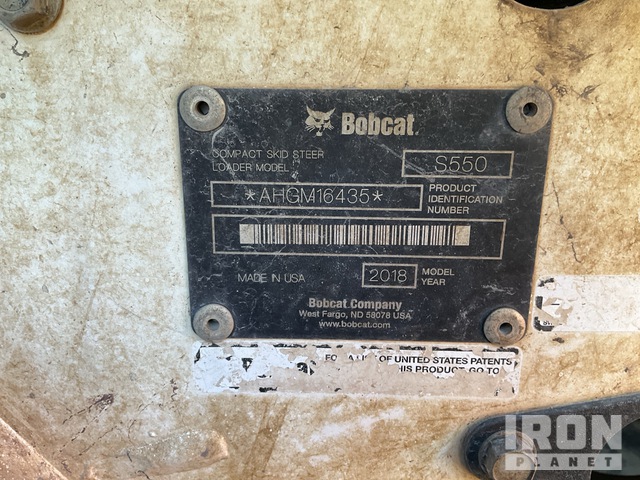 Bobcat
COMPACT SKID STEER
LOADER MODEL
S550
*AHGM16435*
PRODUCT
IDENTIFICATION
NUMBER
MADE IN USA
2018
MODEL
YEAR
Bobcat Company
West Fargo, ND 58078 USA
www.bobcat.com
OF UNITED STATES PATENTS
THIS PRODUCT, GO TO
IRON
PLANET